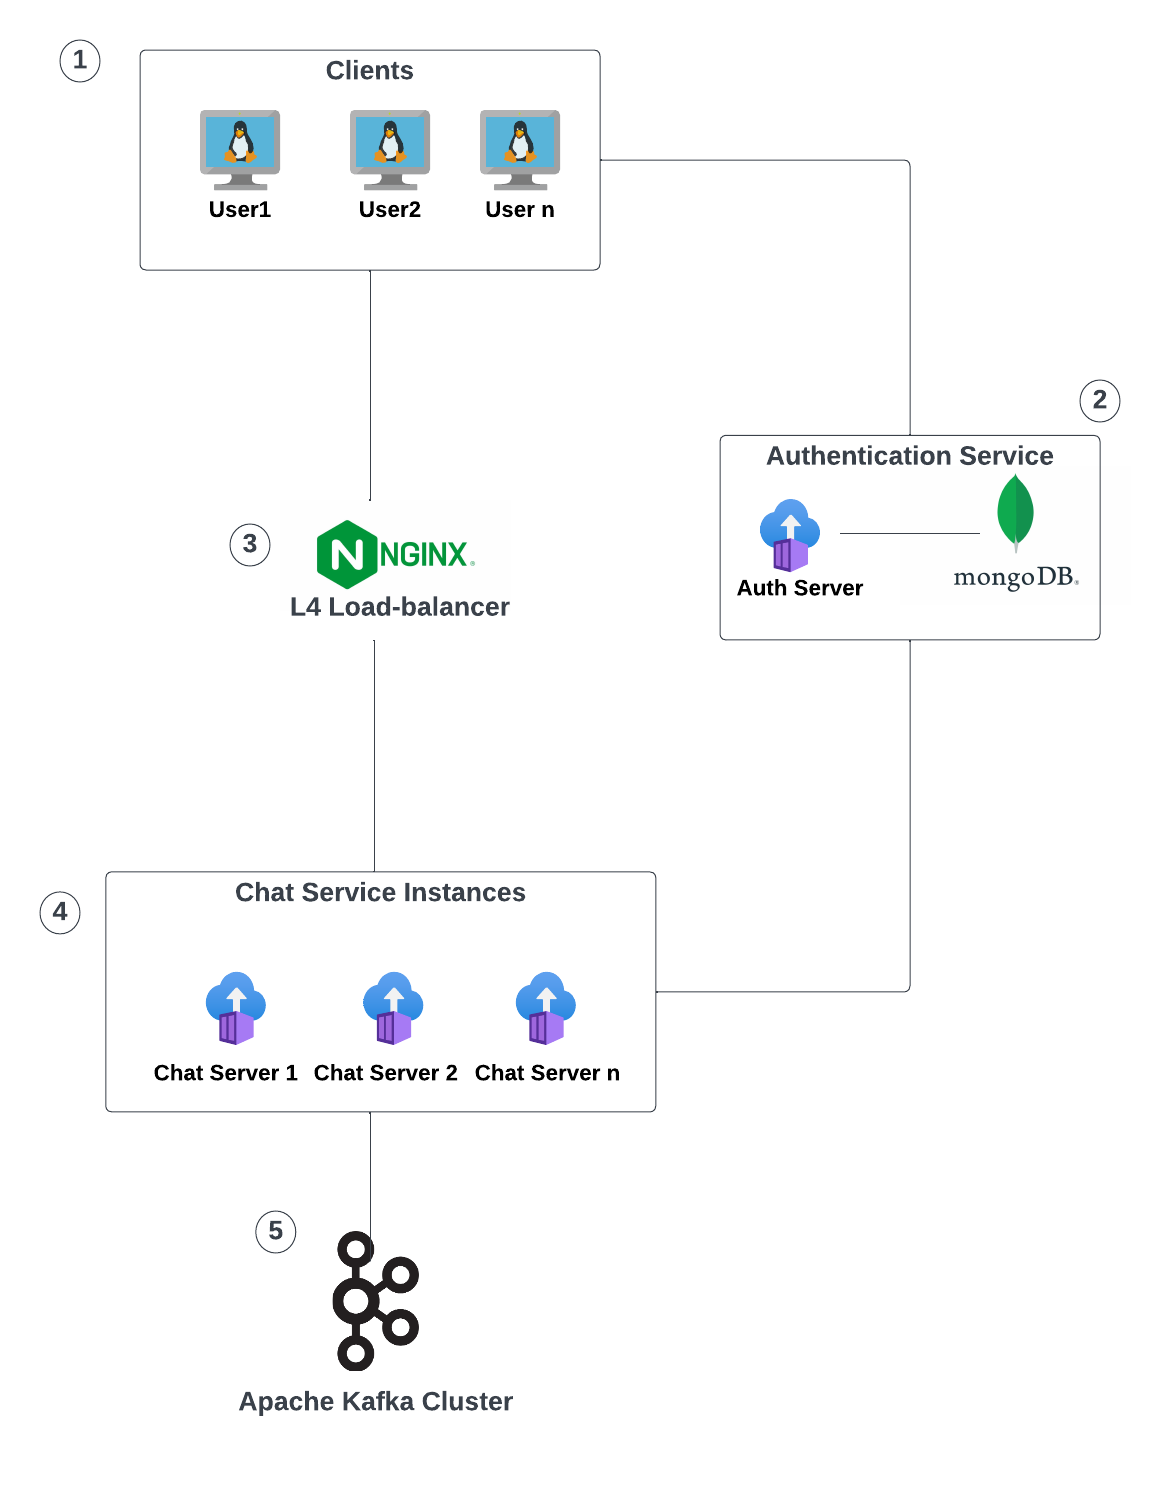 1
Clients
User1
User2
User n
2
Authentication Service
Auth Server
mongoDB®
3
NGINX®
L4 Load-balancer
4
Chat Service Instances
Chat Server 1
Chat Server 2
Chat Server n
5
Apache Kafka Cluster